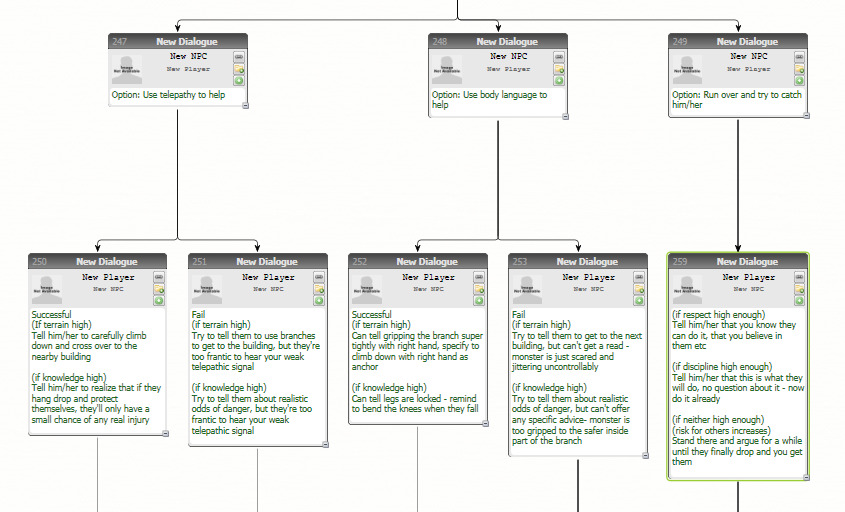 247 New Dialogue
New NPC
New Player
Image
Not Available
Option: Use telepathy to help
248 New Dialogue
New NPC
New Player
Image
Not Available
Option: Use body language to
help
249 New Dialogue
New NPC
New Player
Image
Not Available
Option: Run over and try to catch
him/her
250 New Dialogue
New Player
New NPC
Image
Not Available
Successful
(If terrain high)
Tell him/her to carefully climb
down and cross over to the
nearby building
(if knowledge high)
Tell him/her to realize that if they
hang drop and protect
themselves, they'll only have a
small chance of any real injury
251 New Dialogue
New Player
New NPC
Image
Not Available
Fail
(if terrain high)
Try to tell them to use branches
to get to the building, but they're
too frantic to hear your weak
telepathic signal
(if knowledge high)
Try to tell them about realistic
odds of danger, but they're too
frantic to hear your weak
telepathic signal
252 New Dialogue
New Player
New NPC
Image
Not Available
Successful
(if terrain high)
Can tell gripping the branch super
tightly with right hand, specify to
climb down with right hand as
anchor
(if knowledge high)
Can tell legs are locked - remind
to bend the knees when they fall
253 New Dialogue
New Player
New NPC
Image
Not Available
Fail
(if terrain high)
Try to tell them to get to the next
building, but can't get a read -
monster is just scared and
jittering uncontrollably
(if knowledge high)
Try to tell them about realistic
odds of danger, but can't offer
any specific advice- monster is
too gripped to the safer inside
part of the branch
259 New Dialogue
New Player
New NPC
Image
Not Available
(if respect high enough)
Tell him/her that you know they
can do it, that you believe in
them etc
(if discipline high enough)
Tell him/her that this is what they
will do, no question about it - now
do it already
(if neither high enough)
(risk for others increases)
Stand there and argue for a while
until they finally drop and you get
them